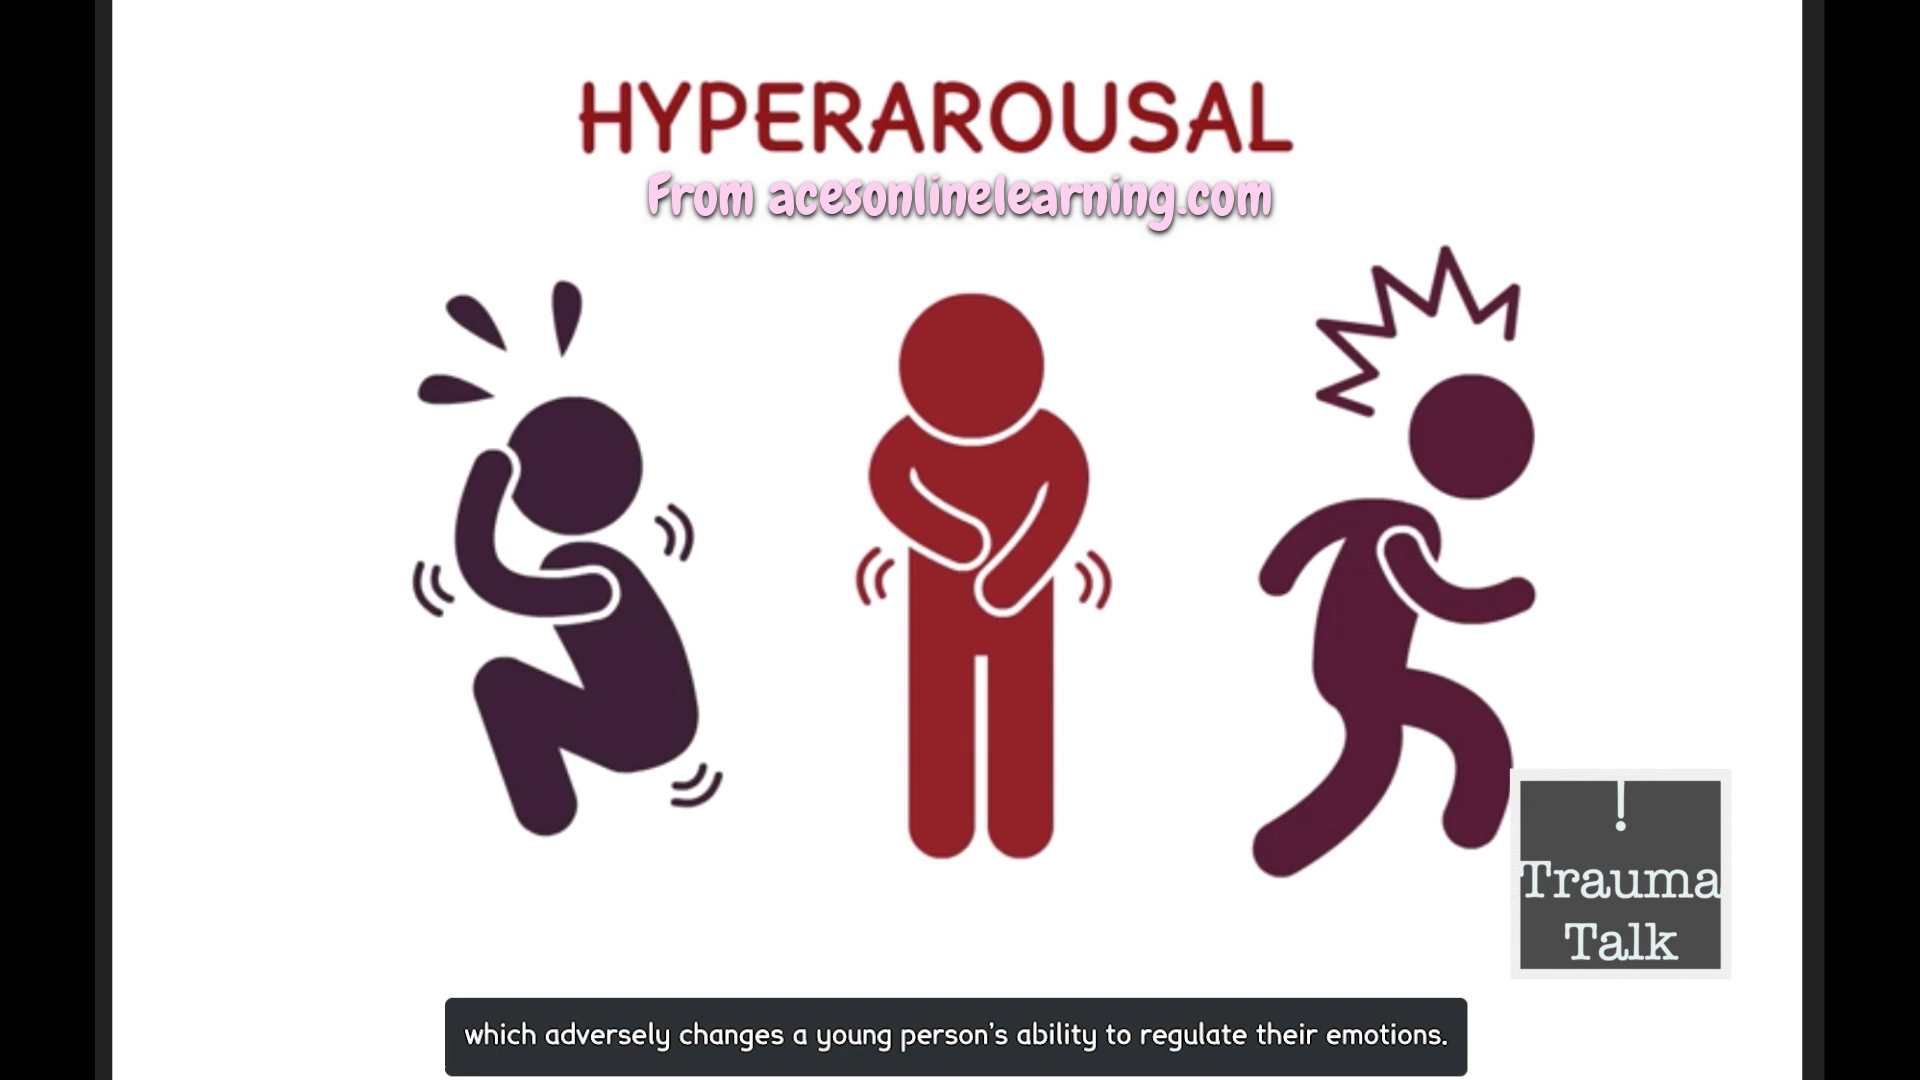 HYPERAROUSAL
From acesonlinelearning.com
!
Trauma
Talk
which adversely changes a young person's ability to regulate their emotions.